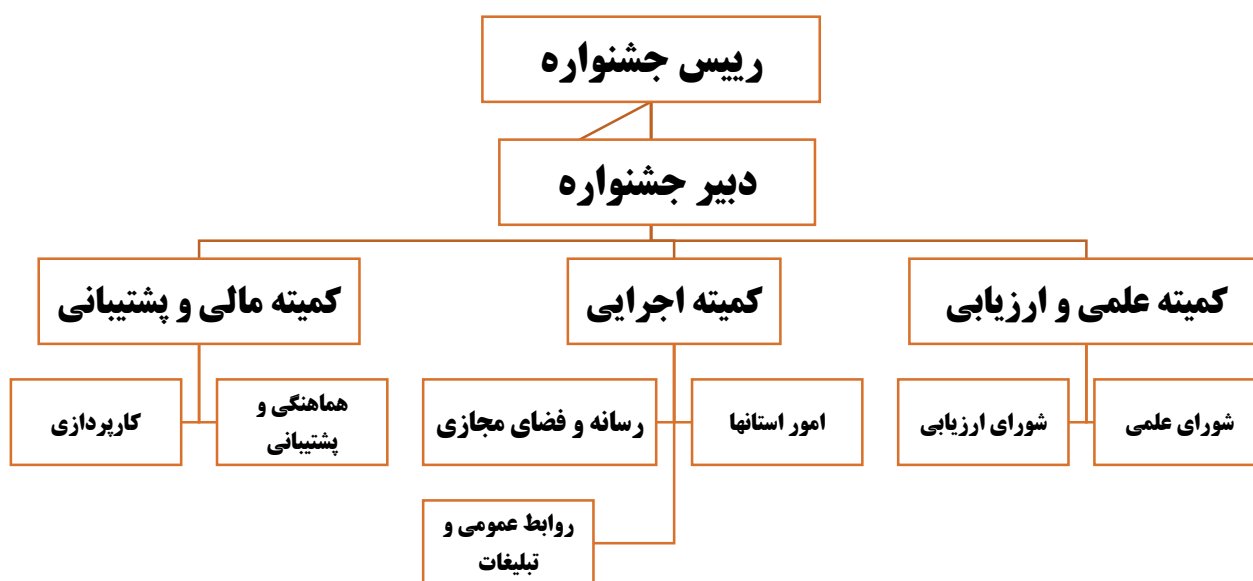 رییس جشنواره
دبیر جشنواره
کمیته علمی و ارزیابی
کمیته اجرایی
کمیته مالی و پشتیبانی
شورای علمی
شورای ارزیابی
امور استانها
رسانه و فضای مجازی
هماهنگی و
پشتیبانی
کارپردازی
روابط عمومی و
تبلیغات